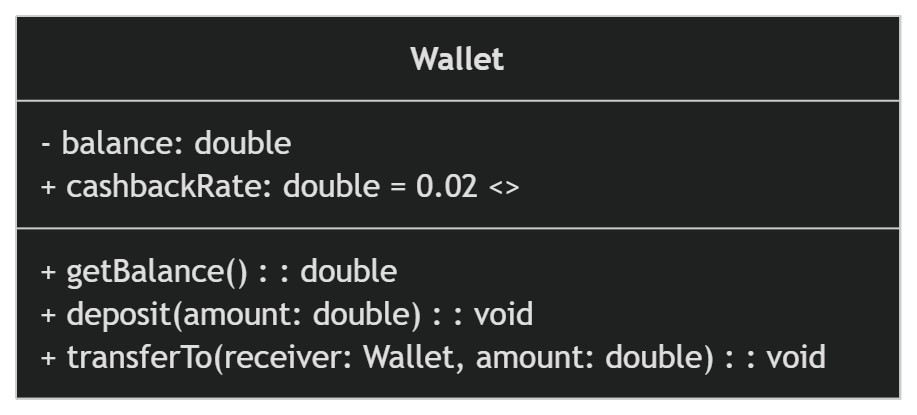 Wallet
- balance: double
+ cashbackRate: double = 0.02 <>
+ getBalance() : : double
+ deposit(amount: double) : : void
+ transferTo(receiver: Wallet, amount: double) : : void